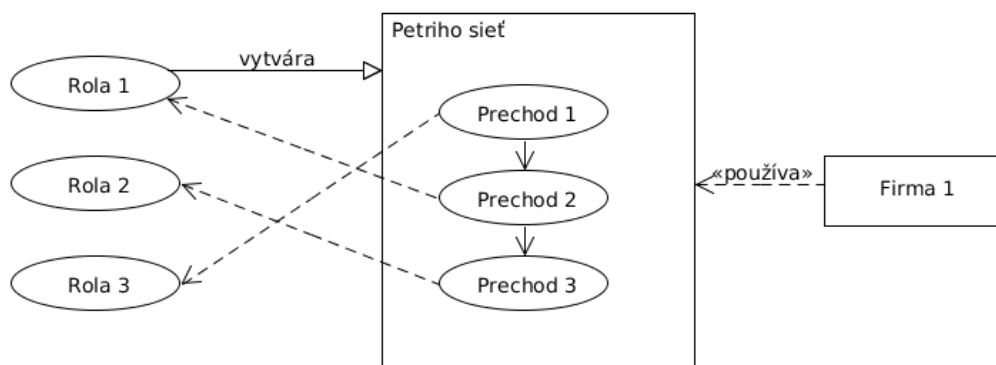 Petriho sieť
vytvára
Rola 1
Prechod 1
Rola 2
Prechod 2
«používa»
Firma 1
Rola 3
Prechod 3